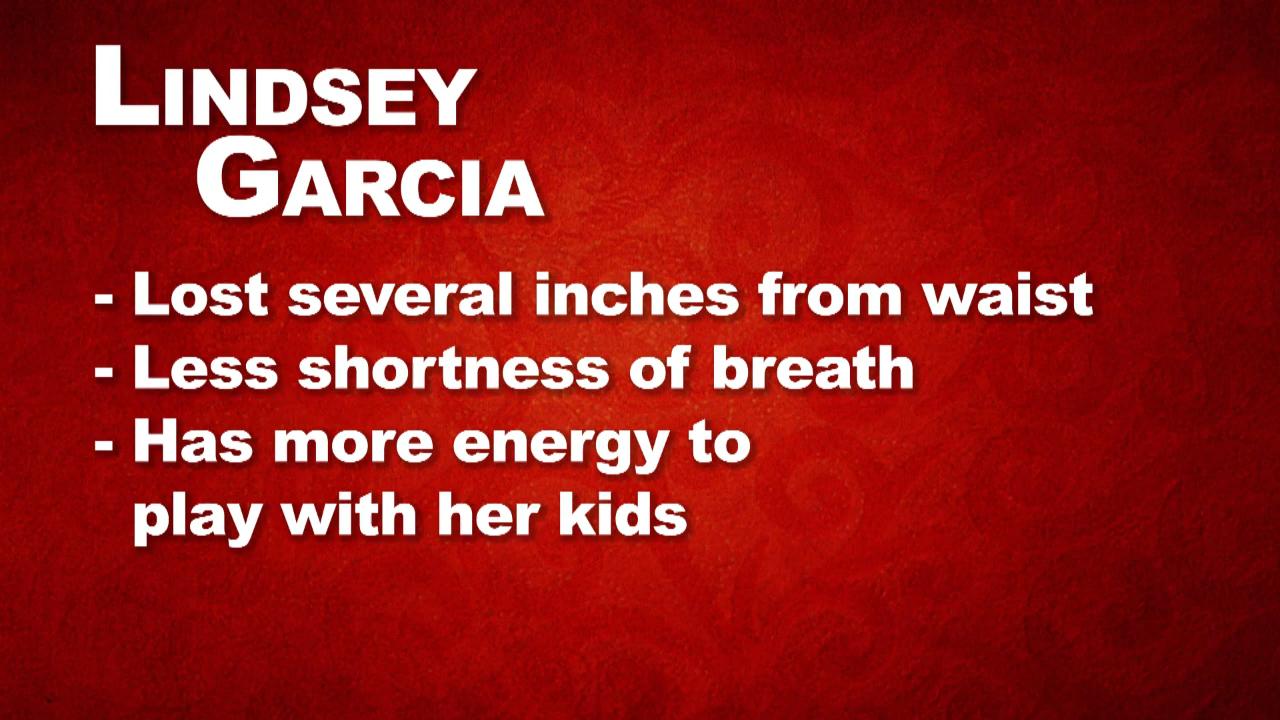 Lindsey
Garcia
- Lost several inches from waist
- Less shortness of breath
- Has more energy to
play with her kids